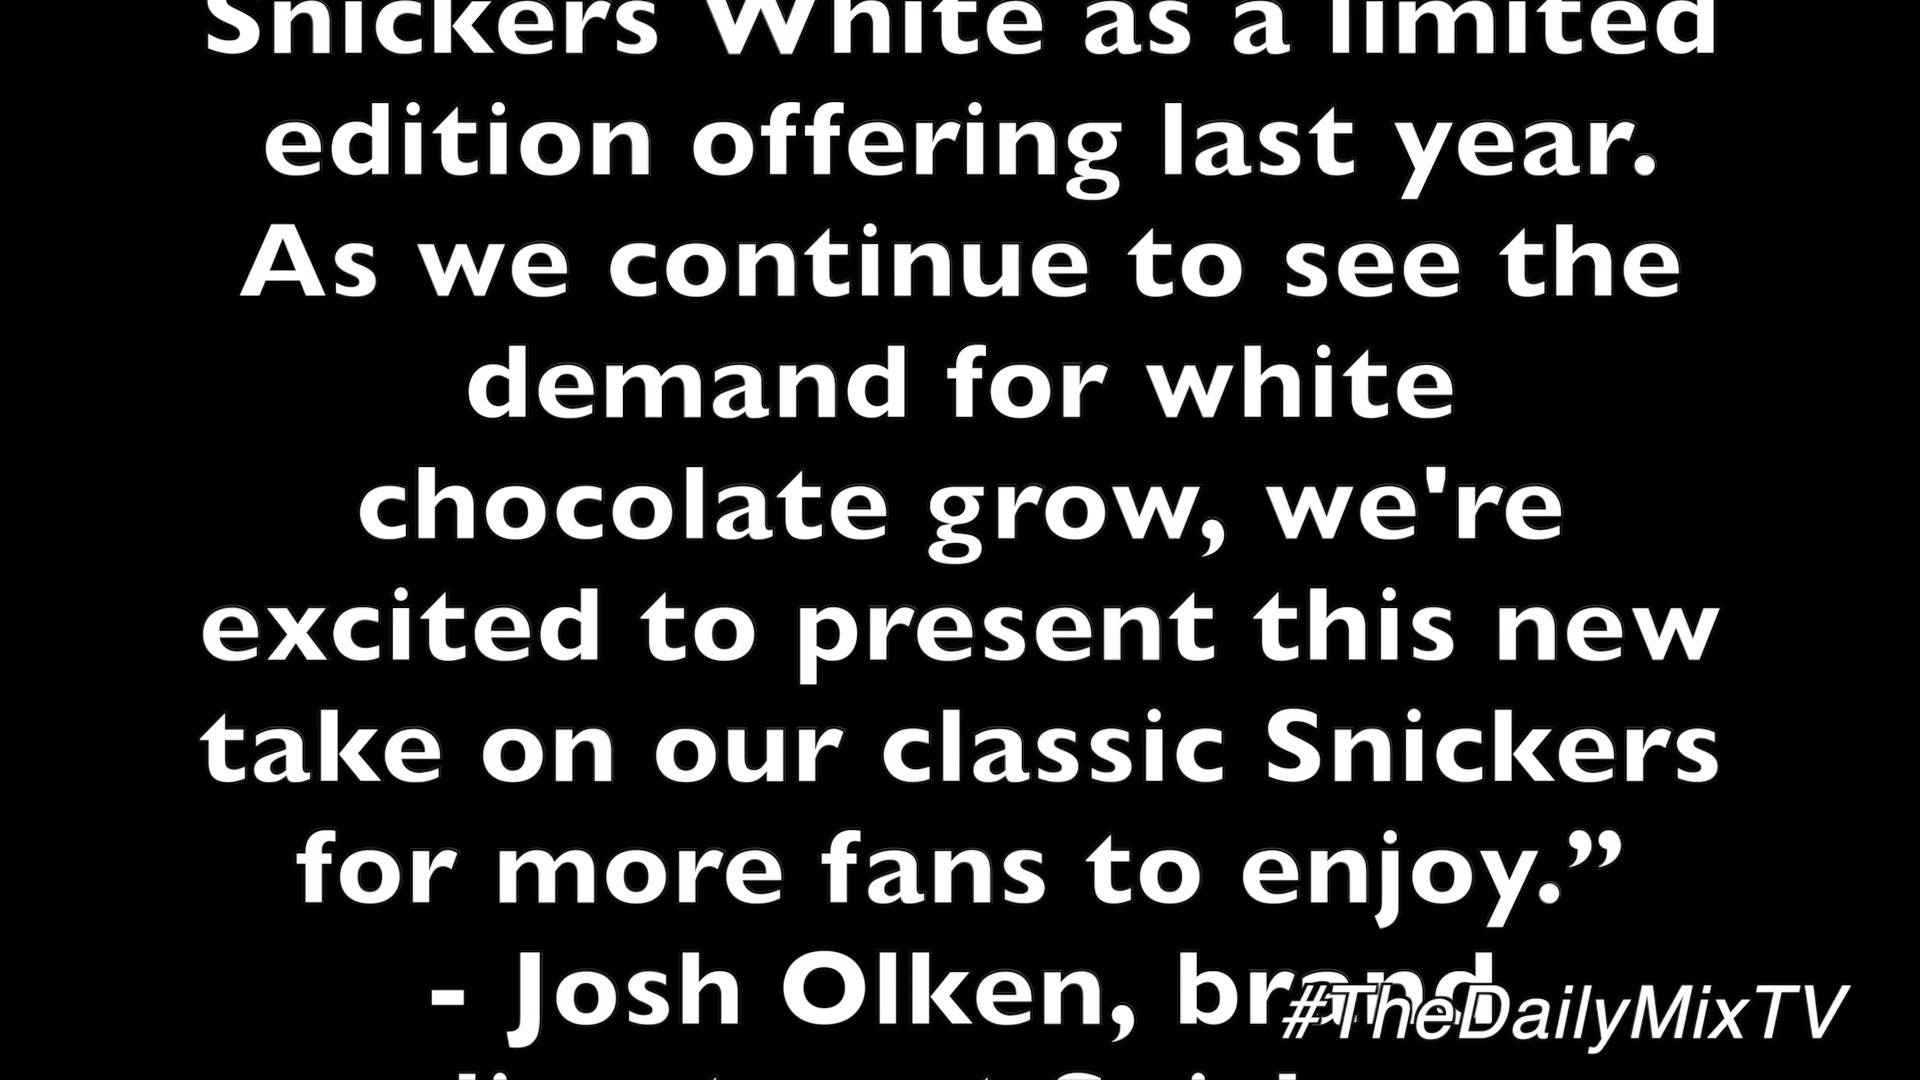 Snickers White as a limited
edition offering last year.
As we continue to see the
demand for white
chocolate grow, we're
excited to present this new
take on our classic Snickers
for more fans to enjoy.”
- Josh Olken, brand
#TheDailyMixTV